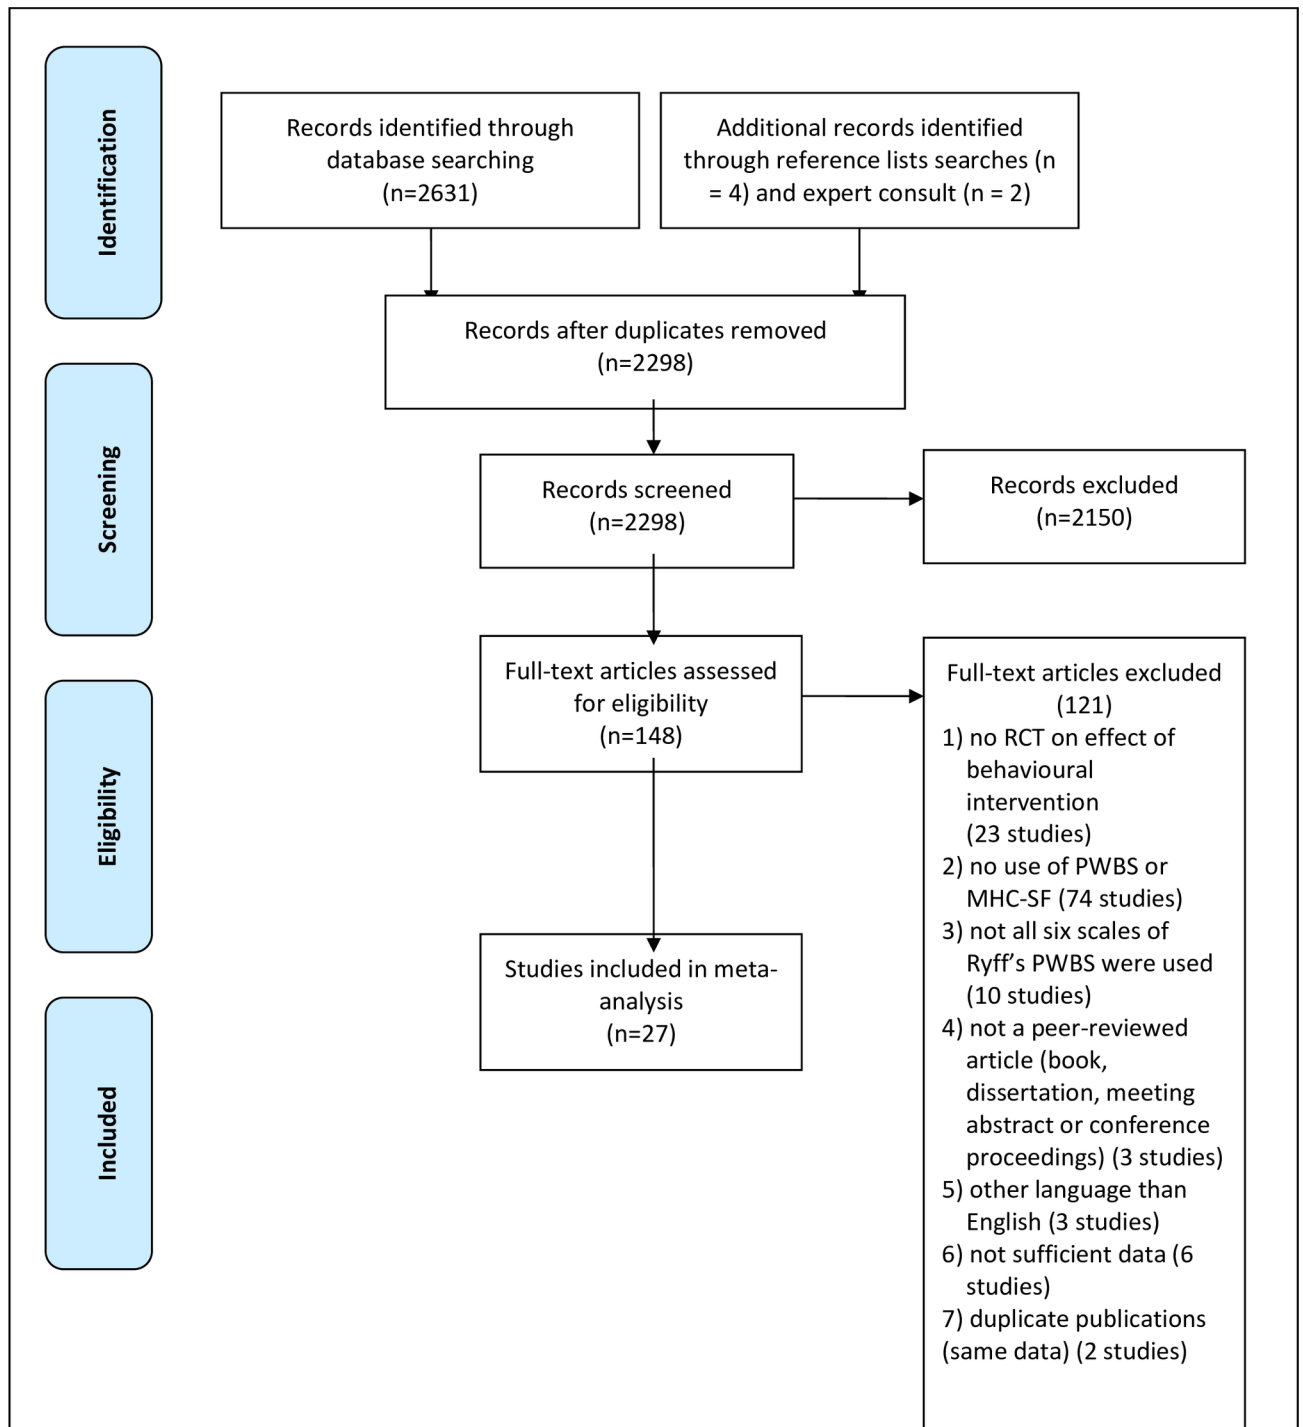 Identification
Records identified through
database searching
(n=2631)
Additional records identified
through reference lists searches (n
= 4) and expert consult (n = 2)
Records after duplicates removed
(n=2298)
Screening
Records screened
(n=2298)
Records excluded
(n=2150)
Eligibility
Full-text articles assessed
for eligibility
(n=148)
Full-text articles excluded
(121)
1) no RCT on effect of
behavioural
intervention
(23 studies)
2) no use of PWBS or
MHC-SF (74 studies)
3) not all six scales of
Ryff’s PWBS were used
(10 studies)
4) not a peer-reviewed
article (book,
dissertation, meeting
abstract or conference
proceedings) (3 studies)
5) other language than
English (3 studies)
6) not sufficient data (6
studies)
7) duplicate publications
(same data) (2 studies)
Included
Studies included in meta-
analysis
(n=27)